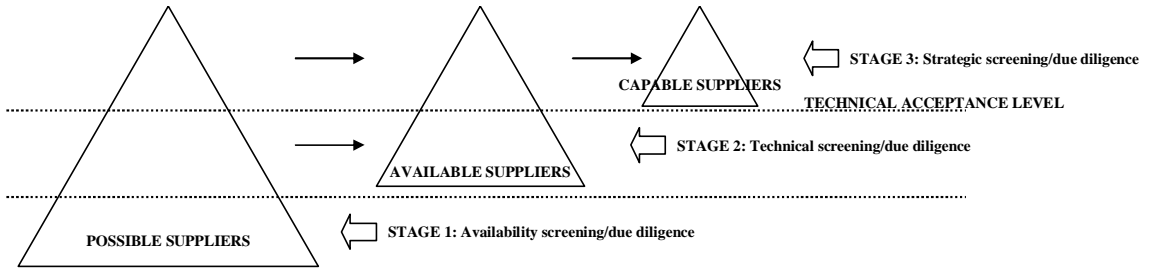 STAGE 3: Strategic screening/due diligence
CAPABLE SUPPLIERS
TECHNICAL ACCEPTANCE LEVEL
STAGE 2: Technical screening/due diligence
AVAILABLE SUPPLIERS
STAGE 1: Availability screening/due diligence
POSSIBLE SUPPLIERS